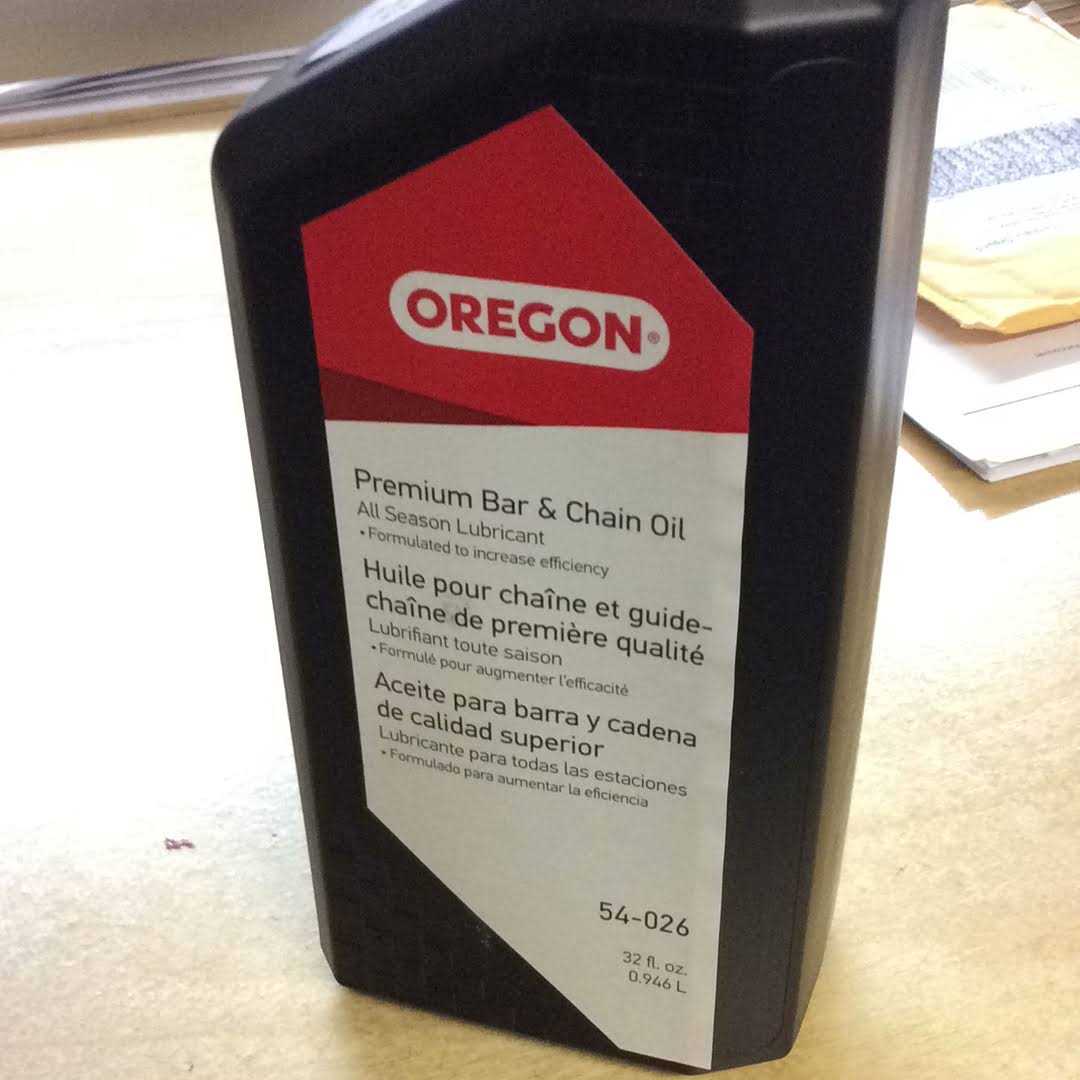 OREGON®
Premium Bar & Chain Oil
All Season Lubricant
• Formulated to increase efficiency
Huile pour chaîne et guide-
chaîne de première qualité
Lubrifiant toute saison
• Formulé pour augmenter l'efficacité
Aceite para barra y cadena
de calidad superior
Lubricante para todas las estaciones
• Formulado para aumentar la eficiencia
54-026
32 fl. oz.
0.946 L